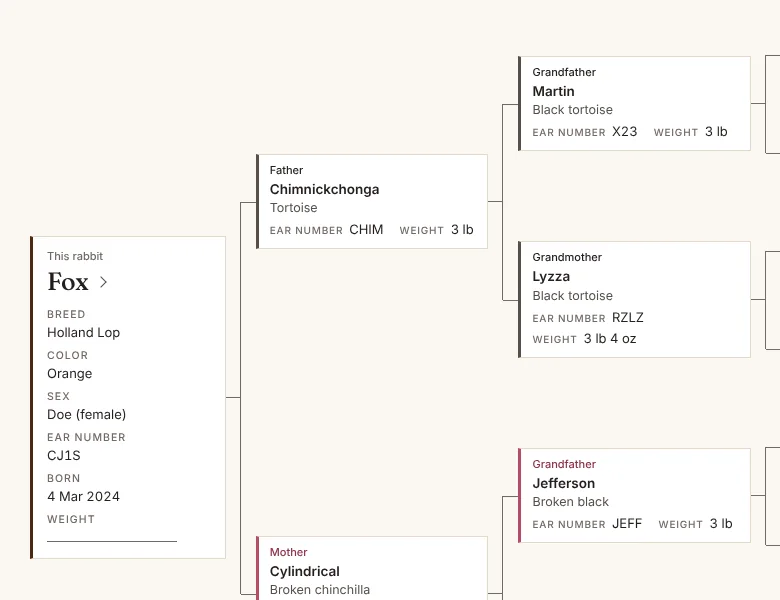 This rabbit
Fox
BREED
Holland Lop
COLOR
Orange
SEX
Doe (female)
EAR NUMBER
CJ1S
BORN
4 Mar 2024
WEIGHT
Father
Chimnickchonga
Tortoise
EAR NUMBER CHIM WEIGHT 3 lb
Mother
Cylindrical
Broken chinchilla
Grandfather
Martin
Black tortoise
EAR NUMBER X23 WEIGHT 3 lb
Grandmother
Lyzza
Black tortoise
EAR NUMBER RZLZ
WEIGHT 3 lb 4 oz
Grandfather
Jefferson
Broken black
EAR NUMBER JEFF WEIGHT 3 lb